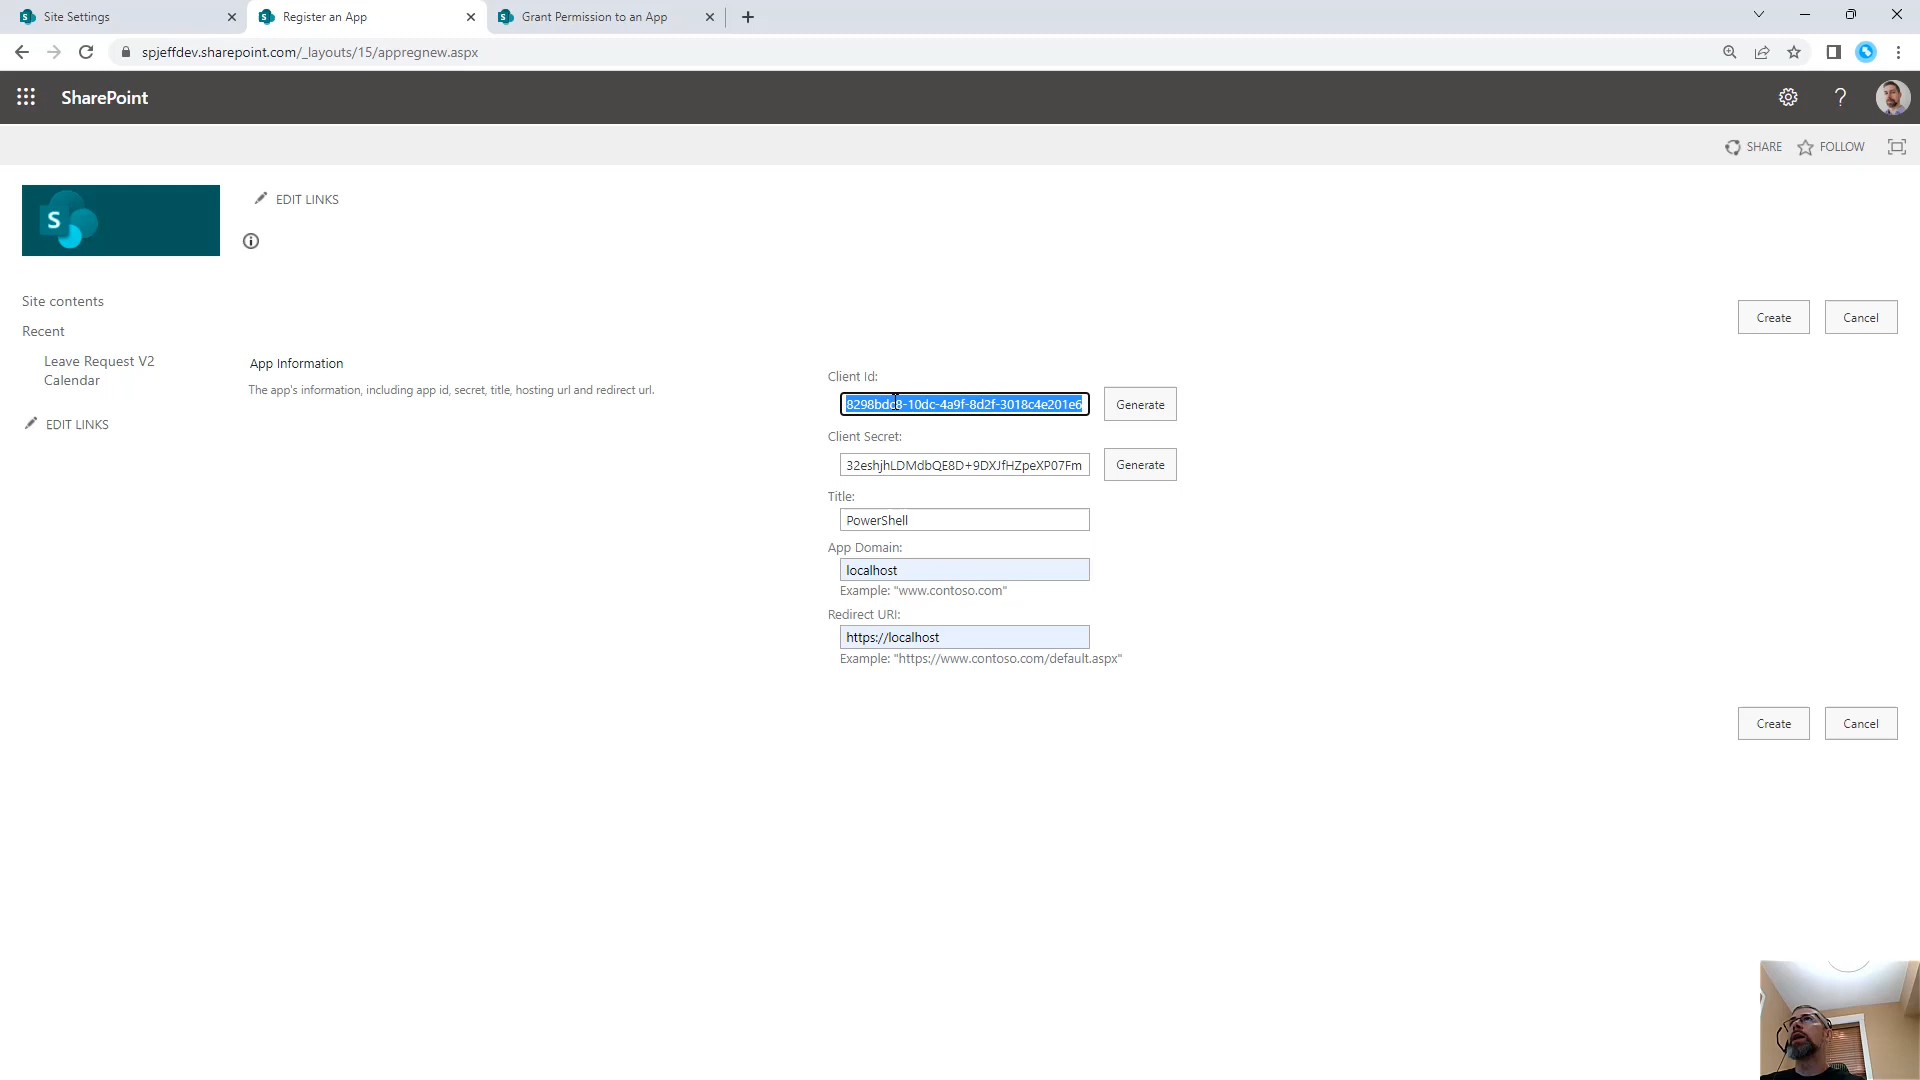 Site Settings
Register an App
Grant Permission to an App
spjeffdev.sharepoint.com/_layouts/15/appregnew.aspx
SharePoint
SHARE
FOLLOW
S
EDIT LINKS
Site contents
Recent
Leave Request V2
Calendar
EDIT LINKS
Create
Cancel
App Information
The app's information, including app id, secret, title, hosting url and redirect url.
Client Id:
8298bdc8-10dc-4a9f-8d2f-3018c4e201e6
Generate
Client Secret:
32eshjhLDMdbQE8D+9DXJfHZpeXP07Fm
Generate
Title:
PowerShell
App Domain:
localhost
Example: "www.contoso.com"
Redirect URI:
https://localhost
Example: "https://www.contoso.com/default.aspx"
Create
Cancel